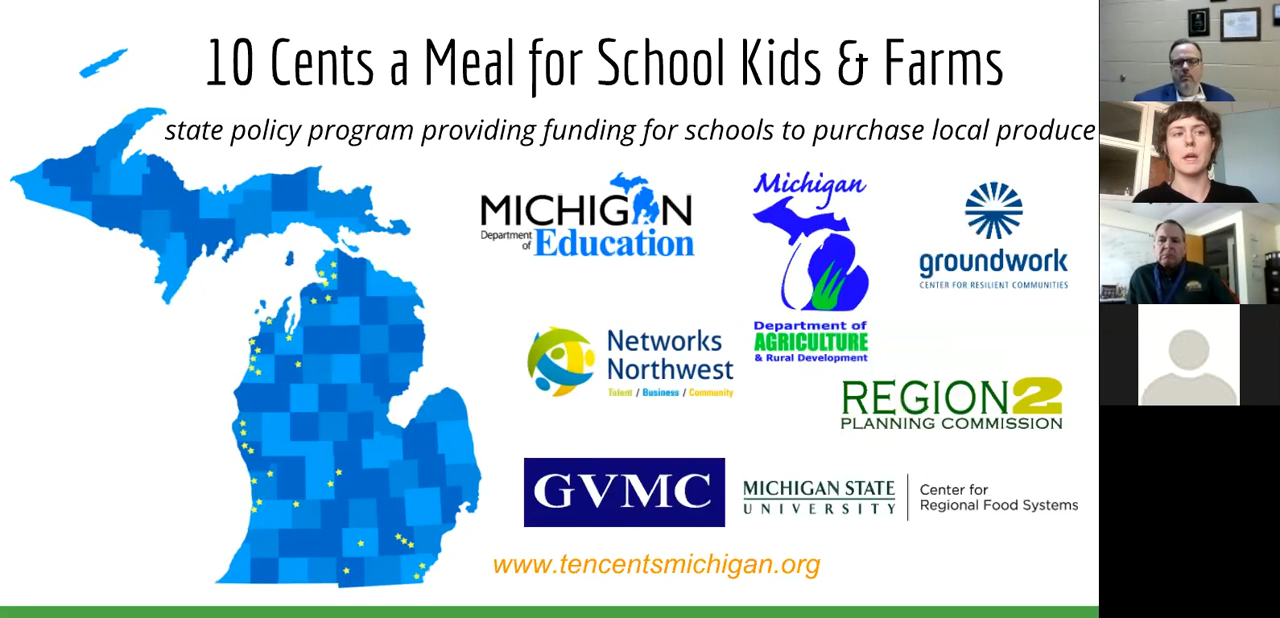 10 Cents a Meal for School Kids & Farms
state policy program providing funding for schools to purchase local produce
MICHIGAN
Department of
Education
Michigan
Department of
AGRICULTURE
& Rural Development
groundwork
CENTER FOR RESILIENT COMMUNITIES
Networks
Northwest
Talent / Business / Community
REGION 2
PLANNING COMMISSION
GVMC
MICHIGAN STATE
UNIVERSITY
Center for
Regional Food Systems
www.tencentsmichigan.org